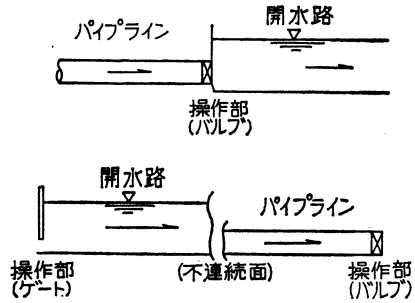 開水路
パイプライン
操作部
(バルブ)
開水路
パイプライン
操作部
(ゲート)
(不連続面)
操作部
(バルブ)